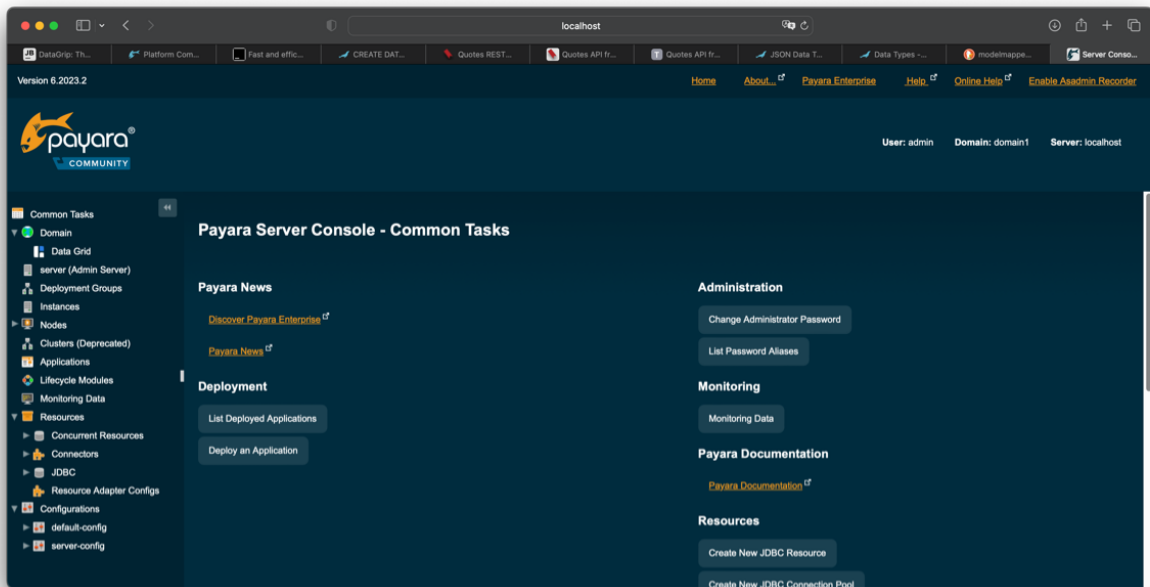 localhost
DataGrip: Th...
Platform Com...
Fast and effic...
CREATE DAT...
Quotes REST...
Quotes API fr...
Quotes API fr...
JSON Data T...
Data Types -...
modelmappe...
Server Conso...
Version 6.2023.2
Home
About...
Payara Enterprise
Help
Online Help
Enable Asadmin Recorder
payara®
COMMUNITY
User: admin
Domain: domain1
Server: localhost
Common Tasks
Domain
Data Grid
server (Admin Server)
Deployment Groups
Instances
Nodes
Clusters (Deprecated)
Applications
Lifecycle Modules
Monitoring Data
Resources
Concurrent Resources
Connectors
JDBC
Resource Adapter Configs
Configurations
default-config
server-config
Payara Server Console - Common Tasks
Payara News
Discover Payara Enterprise
Payara News
Deployment
List Deployed Applications
Deploy an Application
Administration
Change Administrator Password
List Password Aliases
Monitoring
Monitoring Data
Payara Documentation
Payara Documentation
Resources
Create New JDBC Resource
Create New JDBC Connection Pool